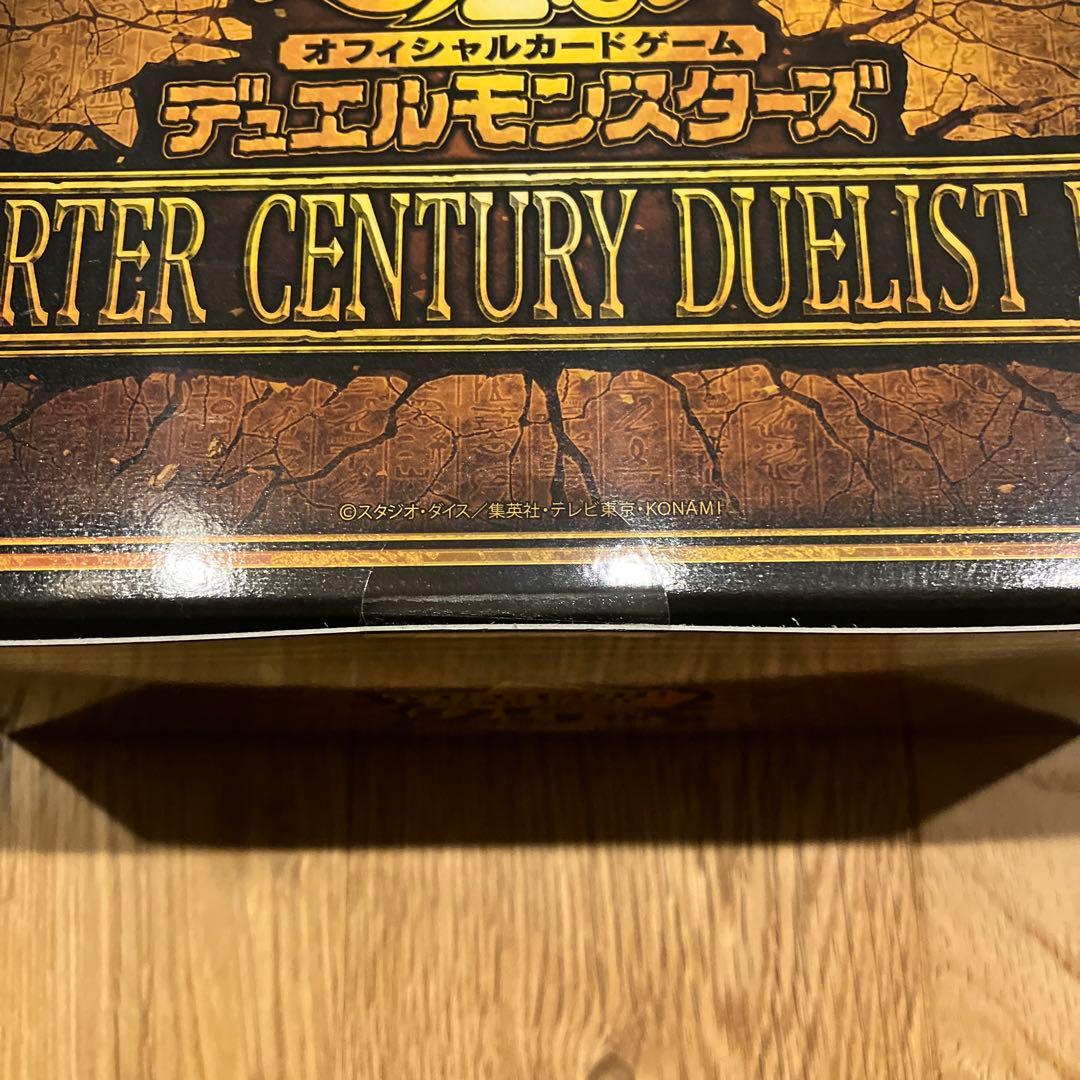 オフィシャルカードゲーム
デュエルモンスターズ
RTER CENTURY DUELIST
©スタジオ・ダイス／集英社・テレビ東京・KONAMI